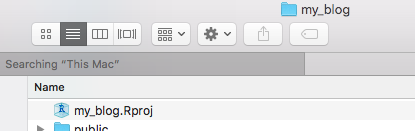 my_blog
Searching “This Mac”
Name
my_blog.Rproj
public